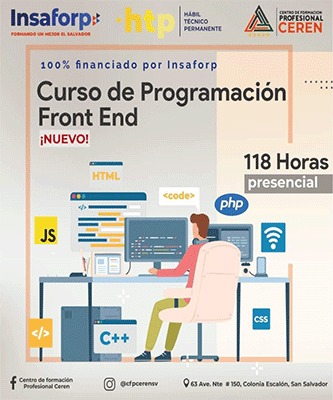 Insaforp
FORMANDO UN MEJOR EL SALVADOR
htp
HÁBIL
TÉCNICO
PERMANENTE
CENTRO DE FORMACIÓN
PROFESIONAL
CEREN
100% financiado por Insaforp
Curso de Programación
Front End
¡NUEVO!
118 Horas
presencial
HTML
<code>
php
JS
</>
C++
CSS
Centro de formación
Profesional Ceren
@cfpcerensv
63 Ave. Nte # 150, Colonia Escalón, San Salvador